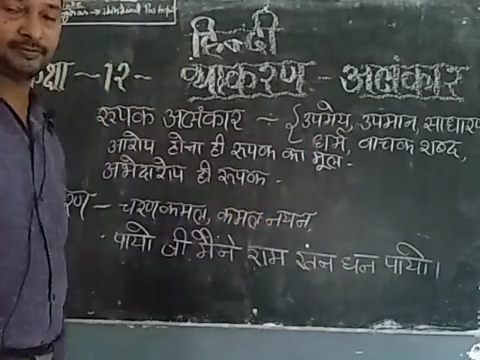 हिन्दी
कक्षा - 12 - व्याकरण - अलंकार
रूपक अलंकार - { उपमेय, उपमान, साधारण
आरोप होना ही रूपक का मूल. धर्म, वाचक शब्द,
अभेदारोप ही रूपक -
रण - चरणकमल, कमल नयन,
पायो जी मैंने राम रतन धन पायो।